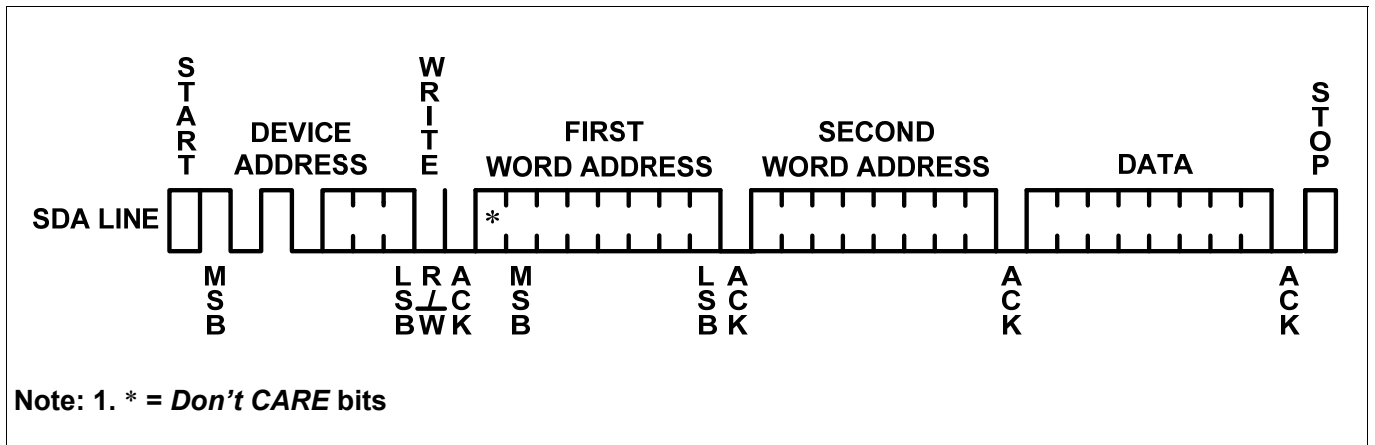 START
WRITE
STOP
DEVICE
ADDRESS
FIRST
WORD ADDRESS
SECOND
WORD ADDRESS
DATA
SDA LINE
*
MSB
LSB
R/W
ACK
MSB
LSB
ACK
ACK
ACK
Note: 1. * = Don't CARE bits